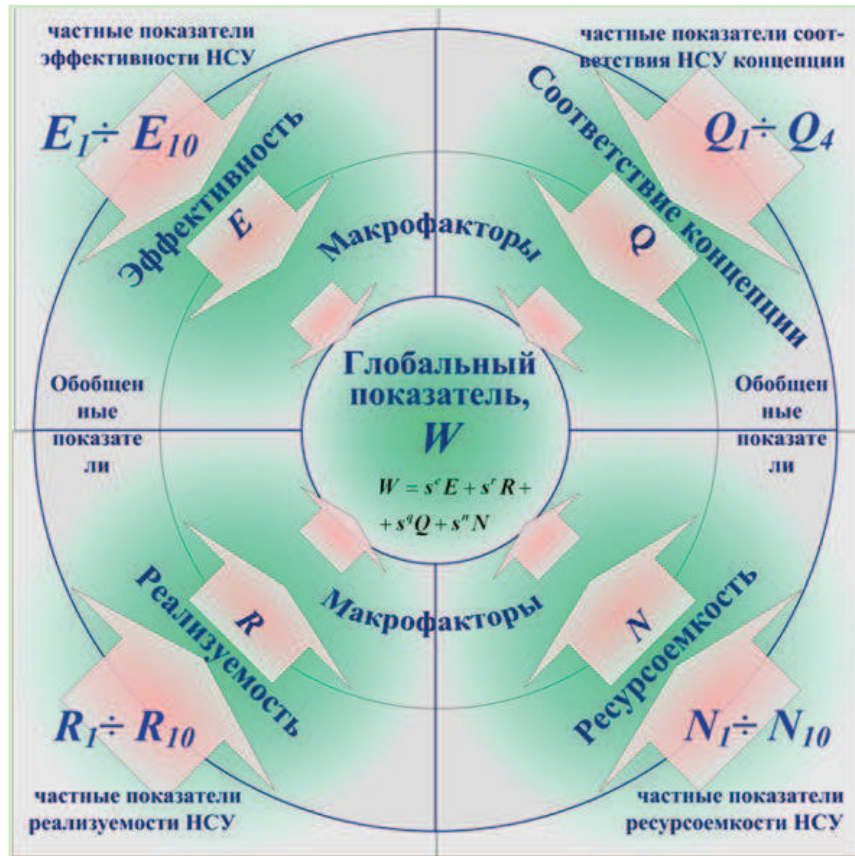 частные показатели
эффективности НСУ
E1÷ E10
частные показатели соот-
ветствия НСУ концепции
Q1÷ Q4
Эффективность
Соответствие концепции
E
Макрофакторы
Q
Обобщен
ные
показате
ли
Глобальный
показатель,
W
W = s^e E + s^r R +
+ s^q Q + s^n N
Обобщен
ные
показате
ли
Реализуемость
R
Макрофакторы
N
Ресурсоемкость
R1÷ R10
частные показатели
реализуемости НСУ
N1÷ N10
частные показатели
ресурсоемкости НСУ